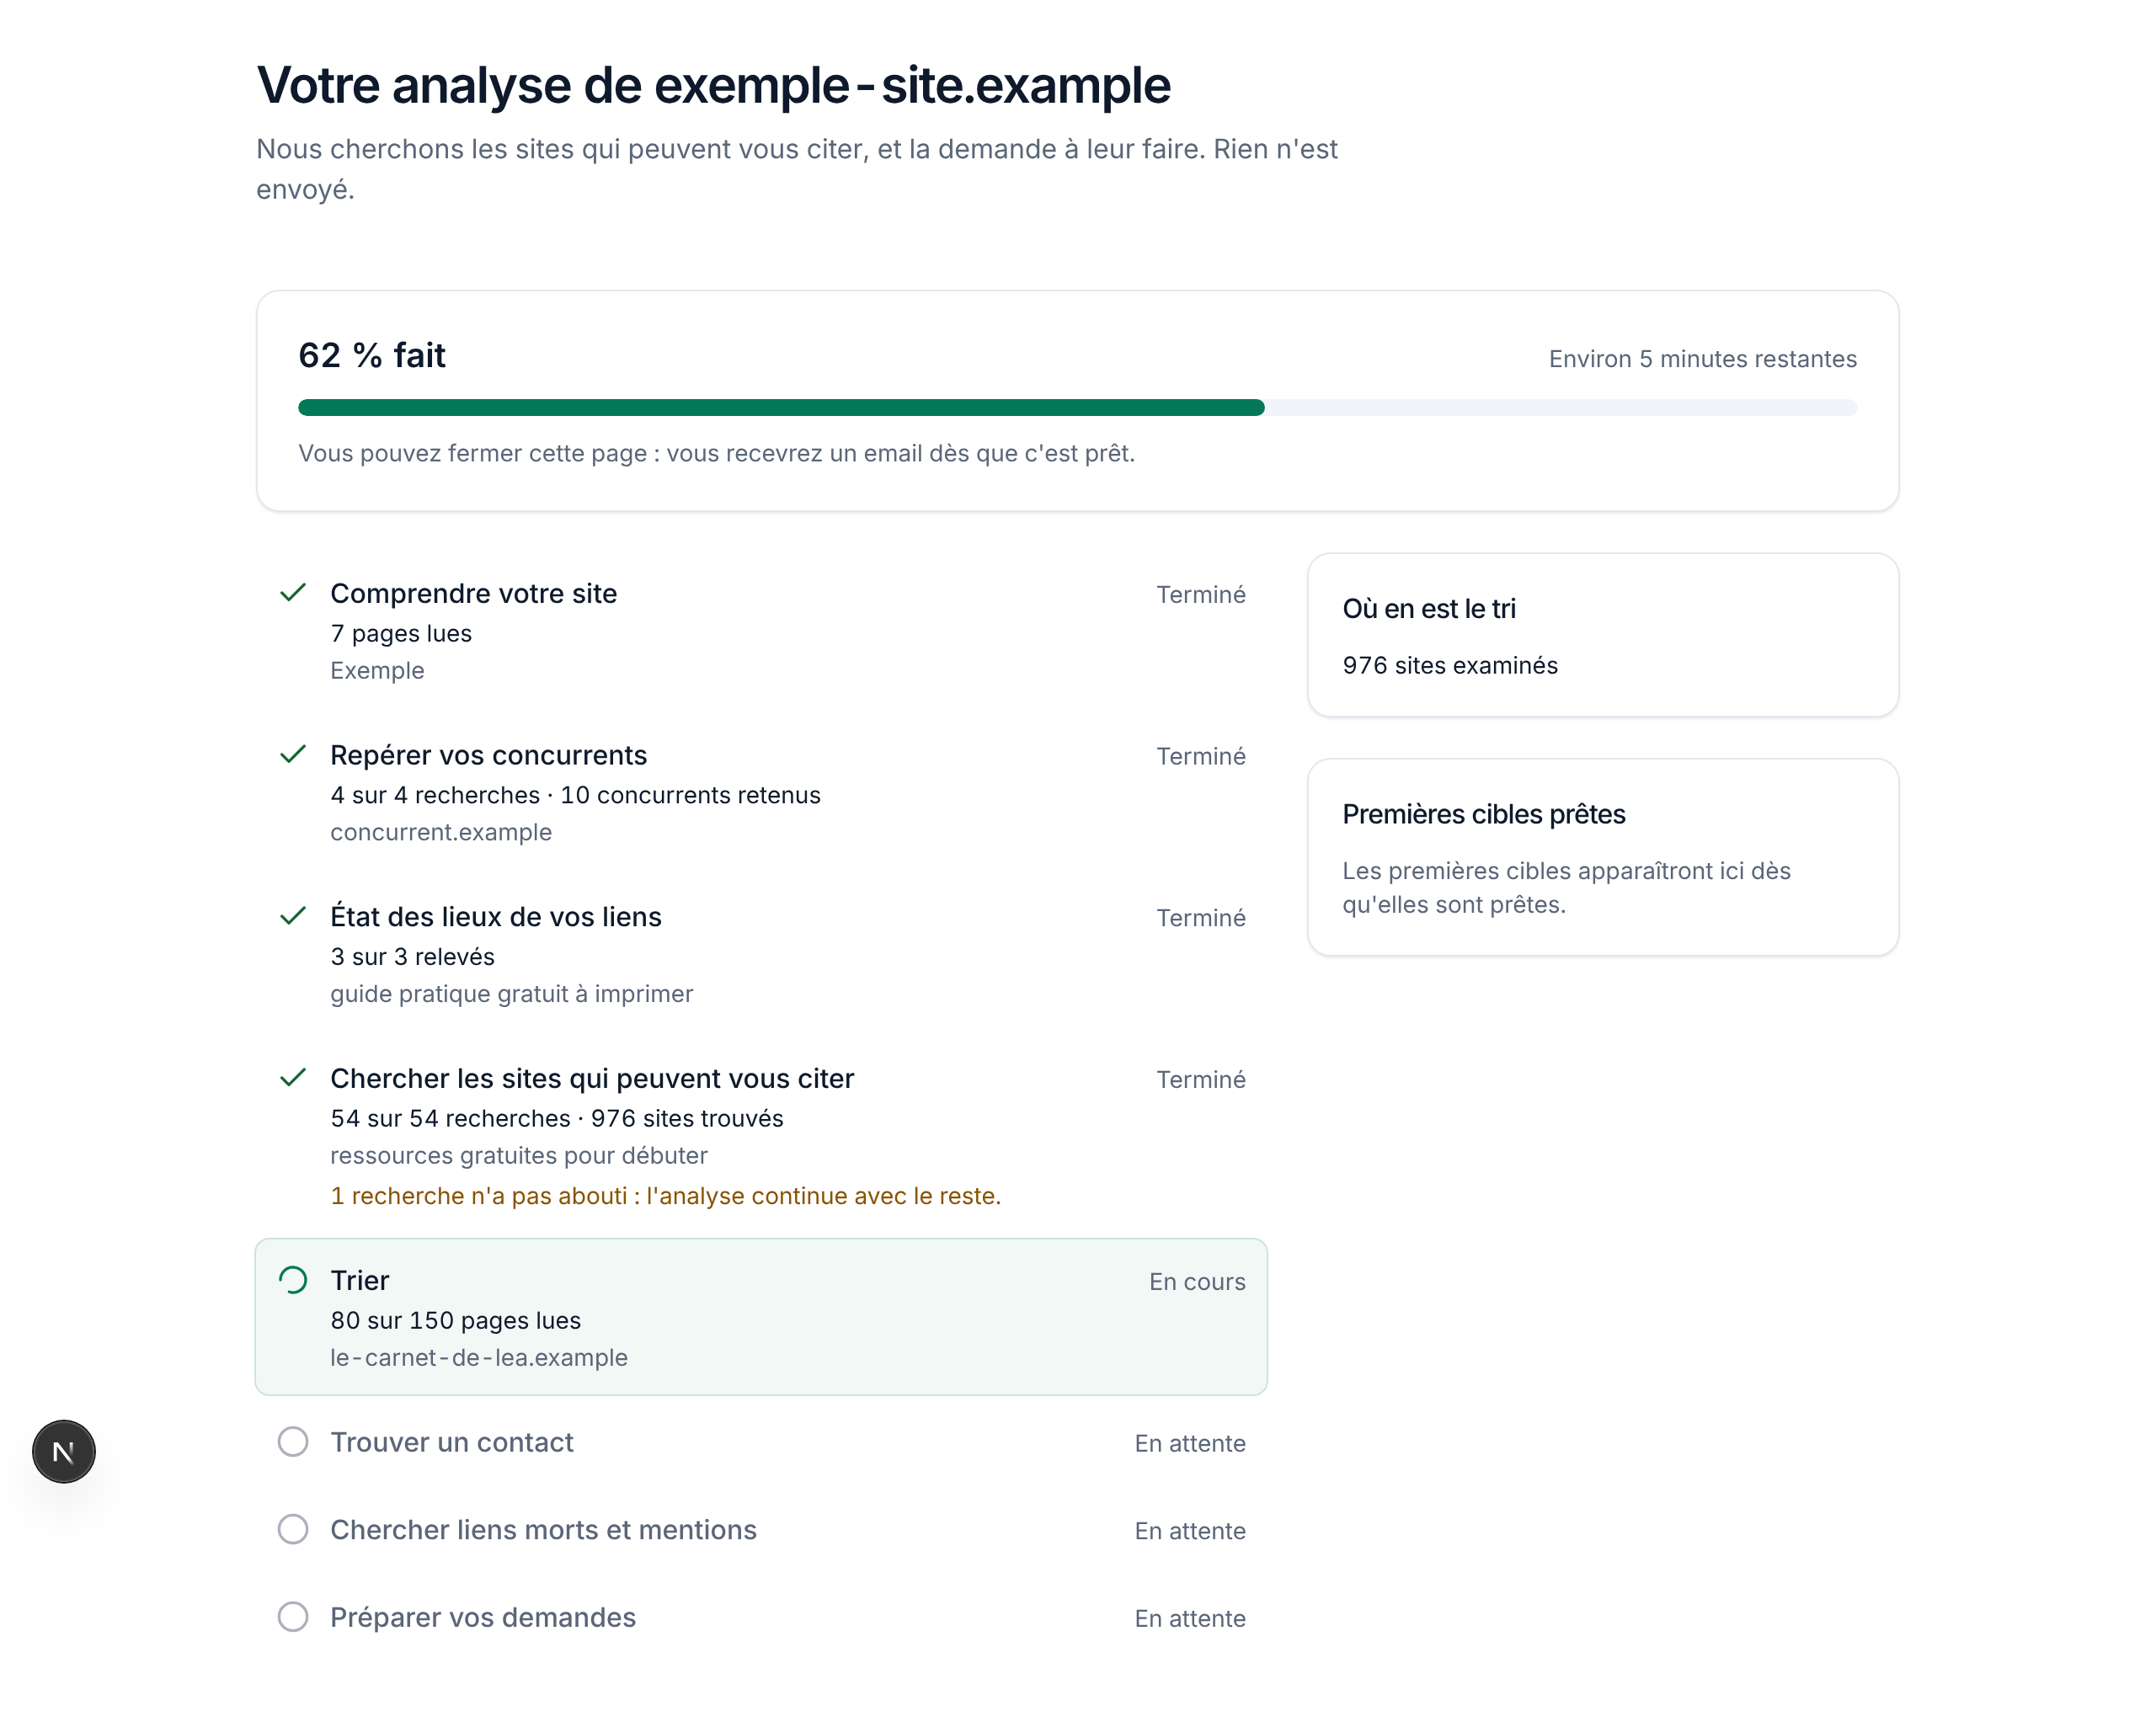 Votre analyse de exemple-site.example
Nous cherchons les sites qui peuvent vous citer, et la demande à leur faire. Rien n'est
envoyé.
62 % fait
Environ 5 minutes restantes
Vous pouvez fermer cette page : vous recevrez un email dès que c'est prêt.
Comprendre votre site
Terminé
7 pages lues
Exemple
Repérer vos concurrents
Terminé
4 sur 4 recherches · 10 concurrents retenus
concurrent.example
État des lieux de vos liens
Terminé
3 sur 3 relevés
guide pratique gratuit à imprimer
Chercher les sites qui peuvent vous citer
Terminé
54 sur 54 recherches · 976 sites trouvés
ressources gratuites pour débuter
1 recherche n'a pas abouti : l'analyse continue avec le reste.
Trier
En cours
80 sur 150 pages lues
le-carnet-de-lea.example
Trouver un contact
En attente
Chercher liens morts et mentions
En attente
Préparer vos demandes
En attente
Où en est le tri
976 sites examinés
Premières cibles prêtes
Les premières cibles apparaîtront ici dès
qu'elles sont prêtes.
N